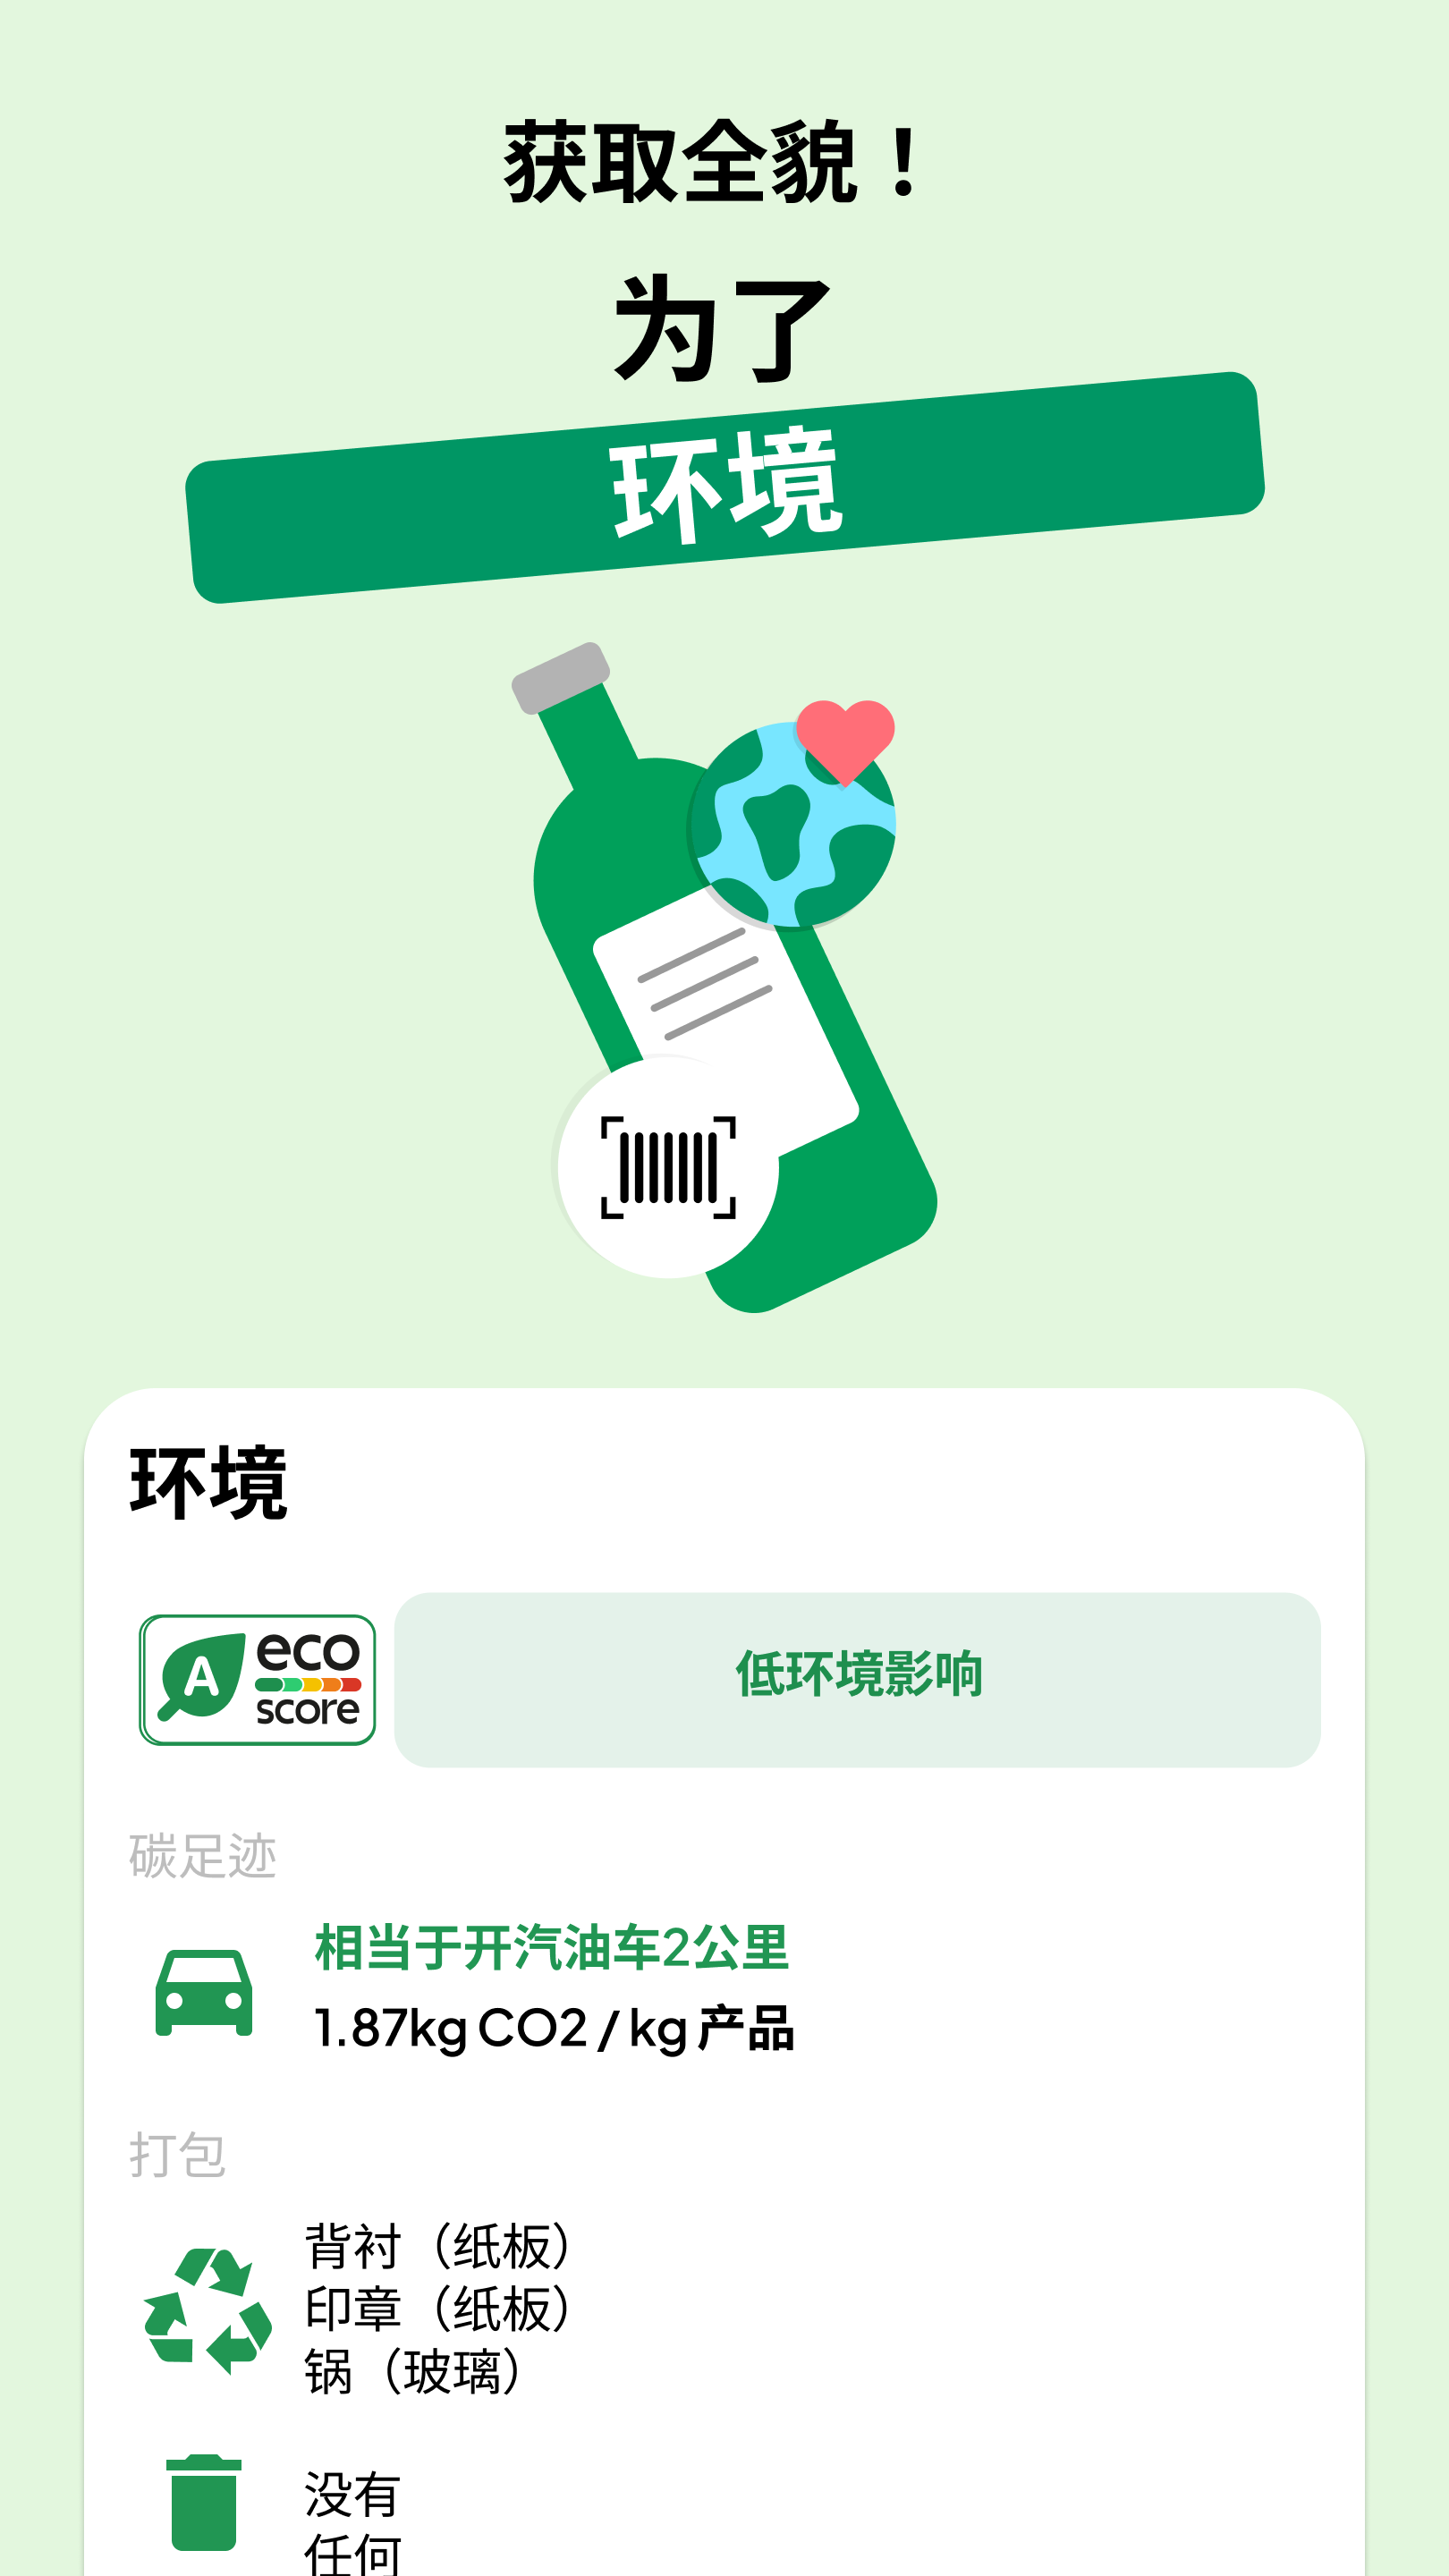 获取全貌！
为了
环境
环境
A
eco
score
低环境影响
碳足迹
相当于开汽油车2公里
1.87kg CO2 / kg 产品
打包
背衬（纸板）
印章（纸板）
锅（玻璃）
没有
任何